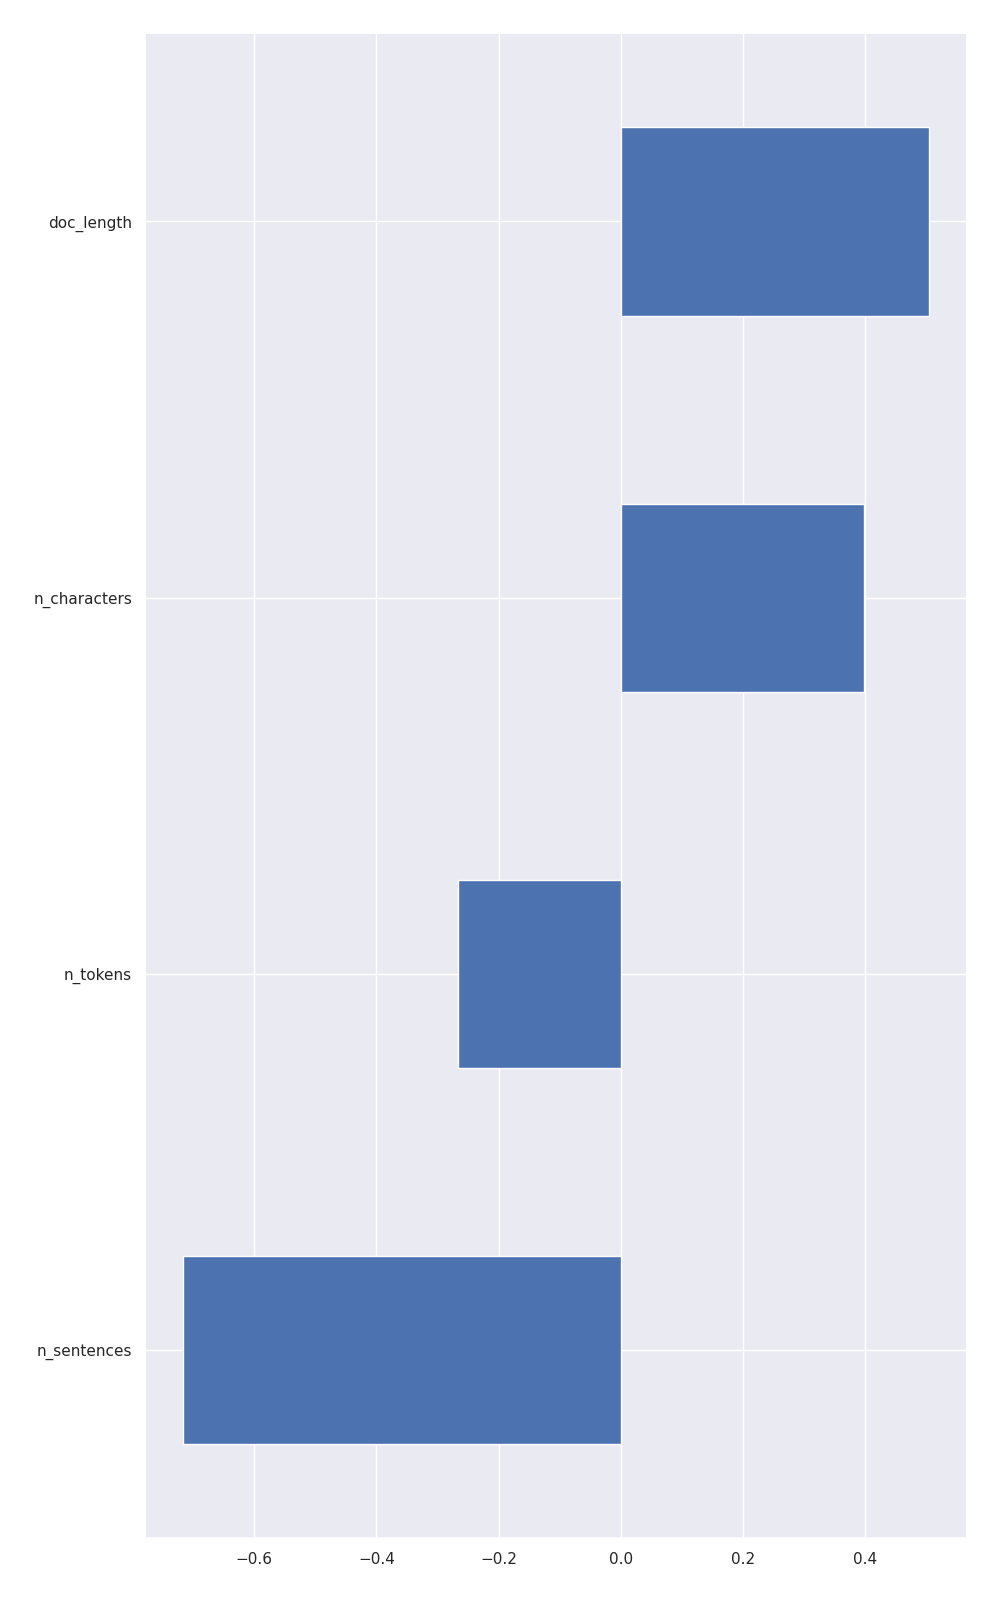 doc_length
n_characters
n_tokens
n_sentences
−0.6 −0.4 −0.2 0.0 0.2 0.4